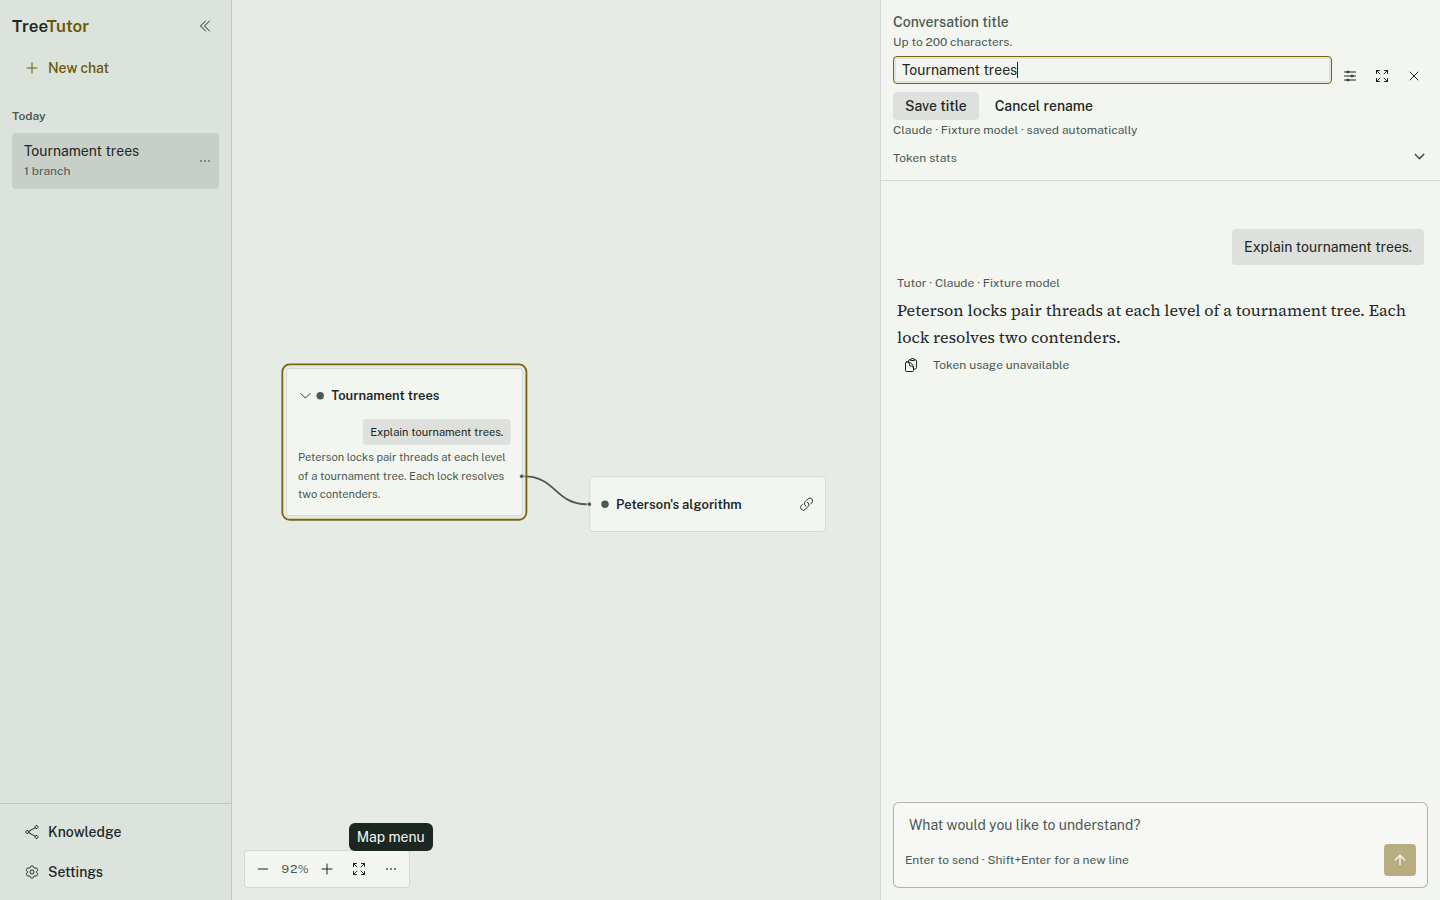 TreeTutor
New chat
Today
Tournament trees
1 branch
Knowledge
Settings
Tournament trees
Explain tournament trees.
Peterson locks pair threads at each level
of a tournament tree. Each lock resolves
two contenders.
Peterson's algorithm
Map menu
92%
Conversation title
Up to 200 characters.
Tournament trees
Save title
Cancel rename
Claude · Fixture model · saved automatically
Token stats
Explain tournament trees.
Tutor · Claude · Fixture model
Peterson locks pair threads at each level of a tournament tree. Each
lock resolves two contenders.
Token usage unavailable
What would you like to understand?
Enter to send · Shift+Enter for a new line